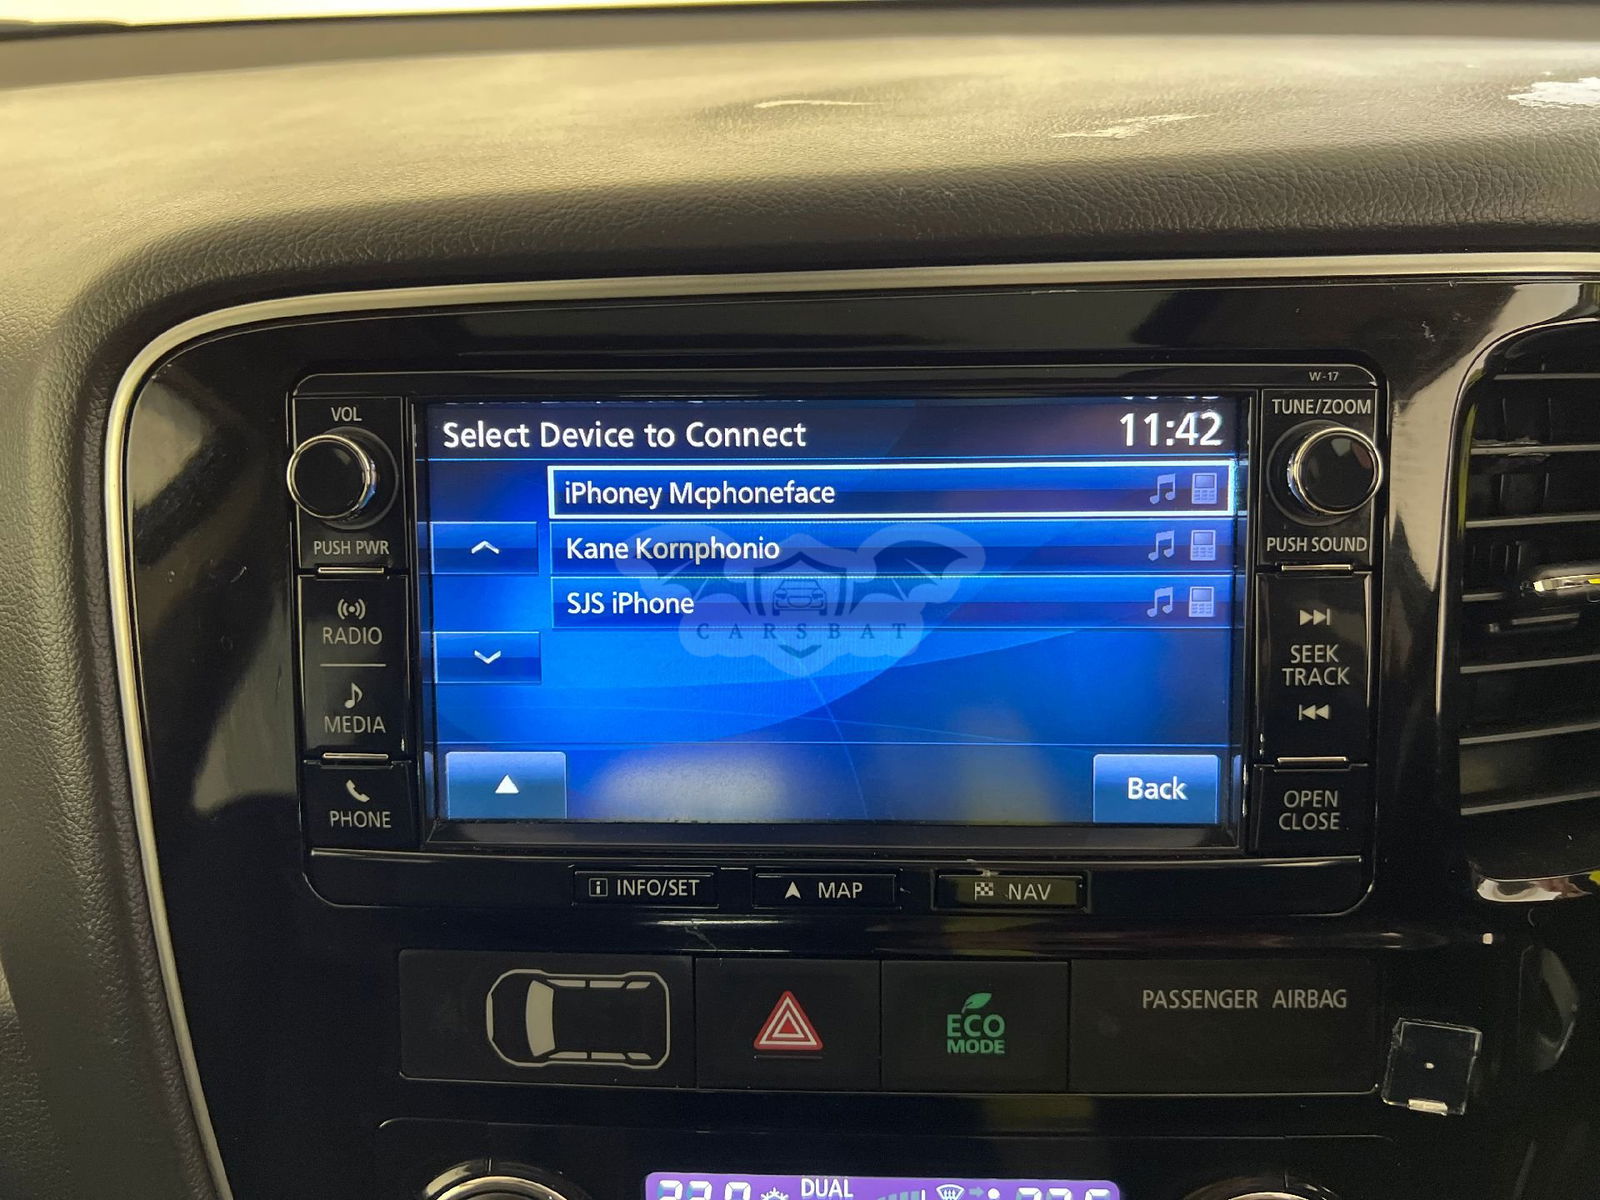 W-17
VOL
TUNE/ZOOM
Select Device to Connect
11:42
iPhoney Mcphoneface
Kane Kornphonio
SJS iPhone
CARSBAT
PUSH PWR
PUSH SOUND
RADIO
MEDIA
PHONE
SEEK
TRACK
OPEN
CLOSE
Back
INFO/SET
MAP
NAV
ECO
MODE
PASSENGER AIRBAG
DUAL